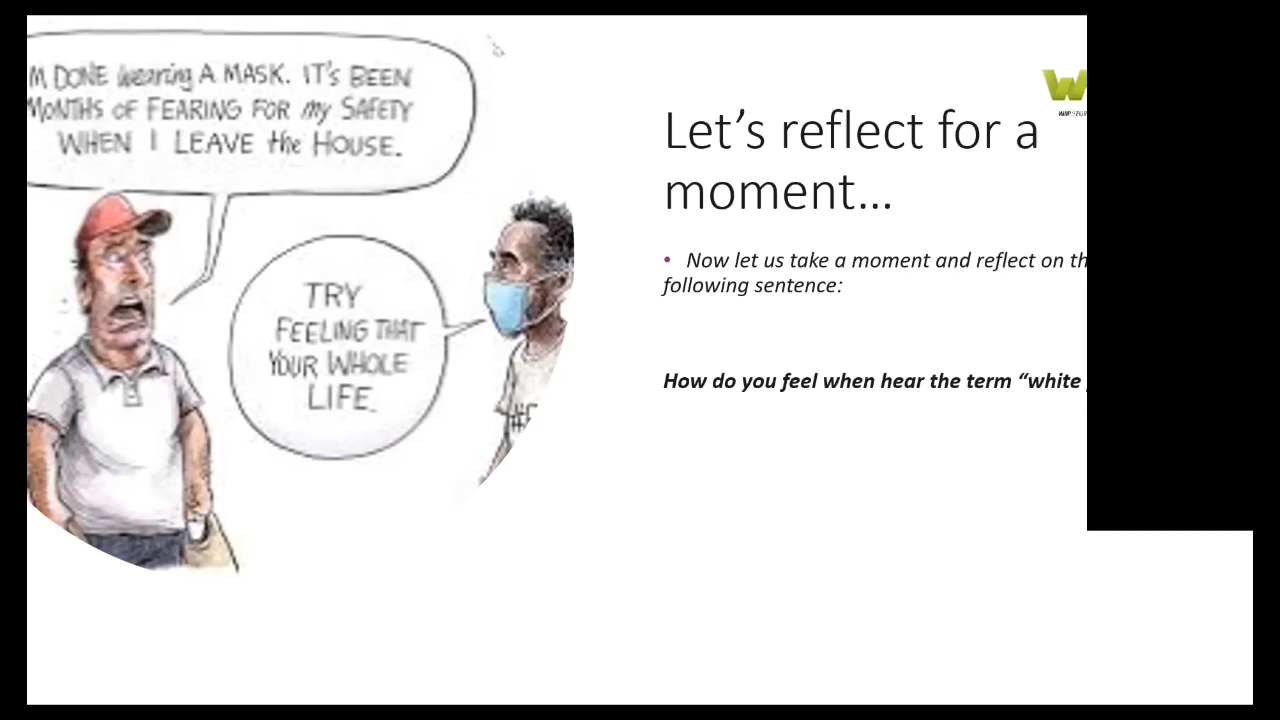 M DONE wearing A MASK. IT'S BEEN
MONTHS OF FEARING FOR my SAFETY
WHEN I LEAVE the HOUSE.
TRY
FEELING THAT
YOUR WHOLE
LIFE.
Let's reflect for a
moment...
• Now let us take a moment and reflect on th
following sentence:
How do you feel when hear the term “white